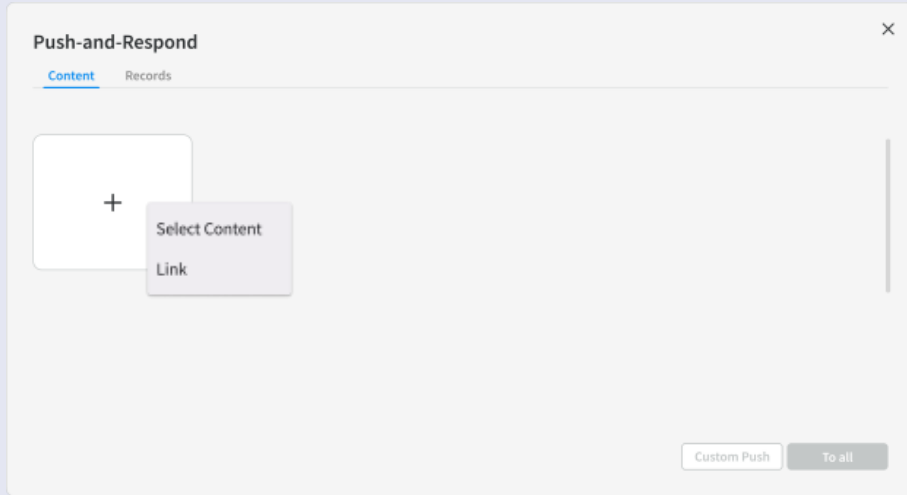 Push-and-Respond
Content Records
Select Content
Link
Custom Push To all